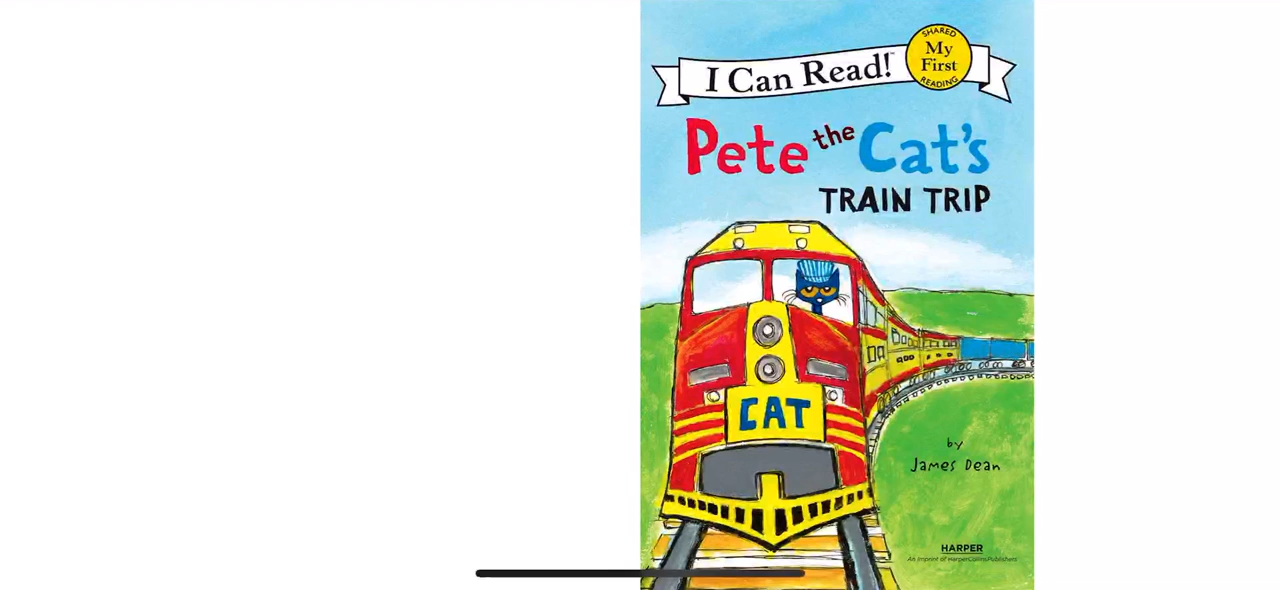 SHARED
My
First
READING
I Can Read!™
Pete the Cat's
TRAIN TRIP
CAT
by
James Dean
HARPER
An Imprint of HarperCollinsPublishers